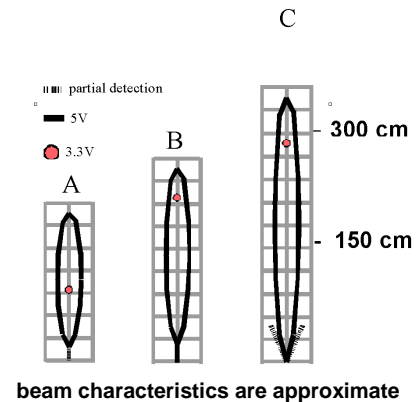 C
partial detection
5V
3.3V
B
A
300 cm
150 cm
beam characteristics are approximate